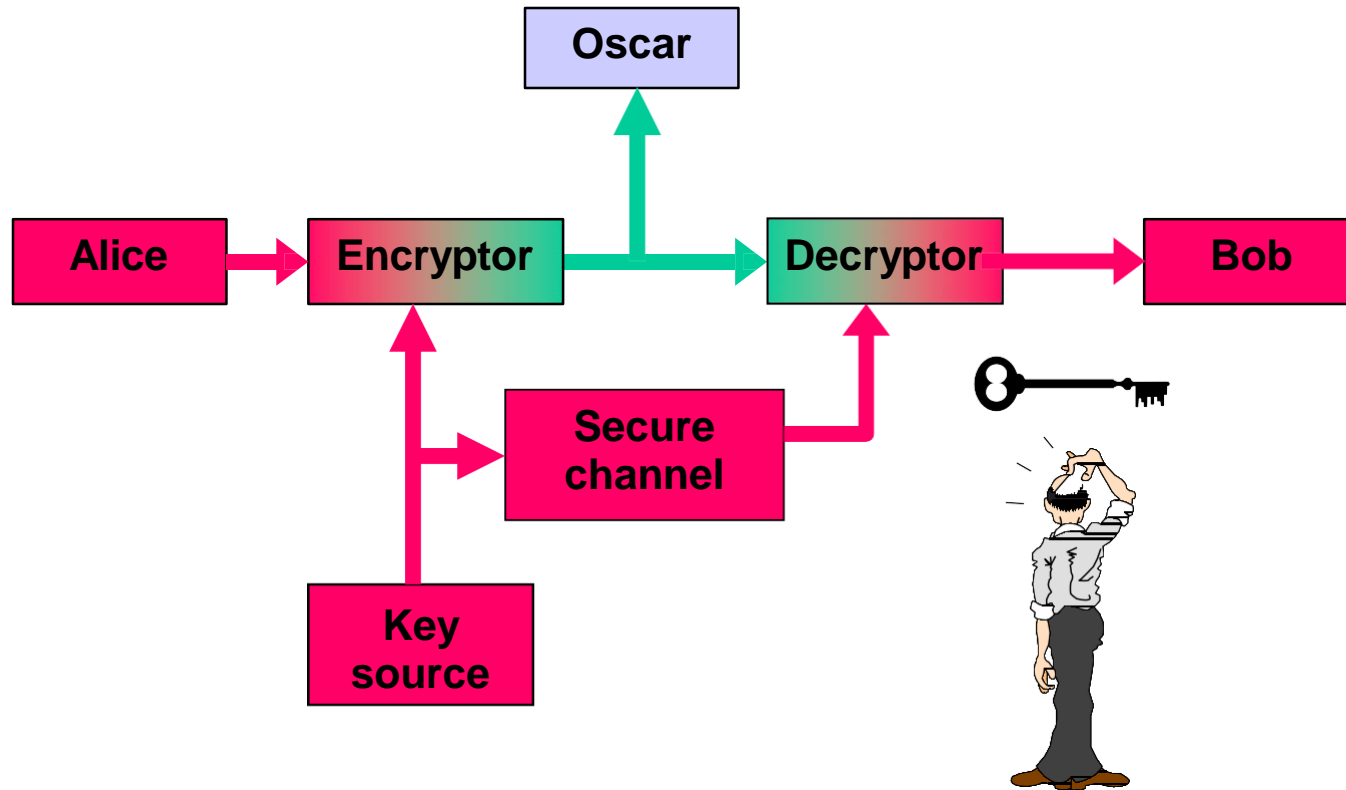 Oscar
Alice
Encryptor
Decryptor
Bob
Secure
channel
Key
source